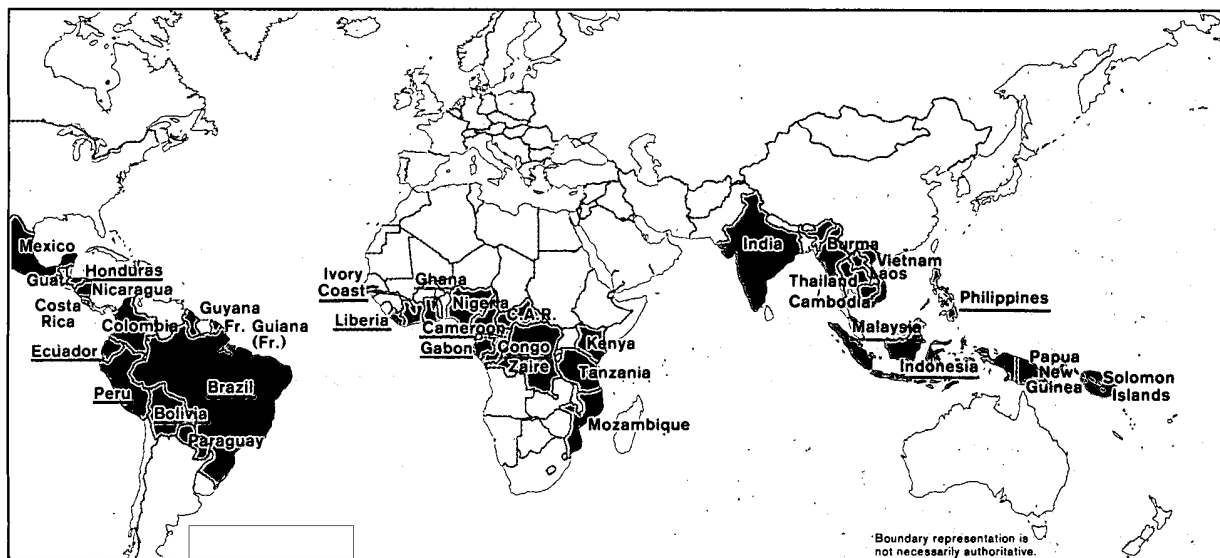 Mexico
Guat.
Honduras
Nicaragua
Costa
Rica
Guyana
Colombia
Fr. Guiana
(Fr.)
Ecuador
Peru
Brazil
Bolivia
Paraguay
Ivory
Coast
Ghana
Liberia
Nigeria
C.A.R.
Cameroon
Gabon
Congo
Zaire
Kenya
Tanzania
Mozambique
India
Burma
Vietnam
Laos
Thailand
Cambodia
Philippines
Malaysia
Indonesia
Papua
New
Guinea
Solomon
Islands
Boundary representation is
not necessarily authoritative.